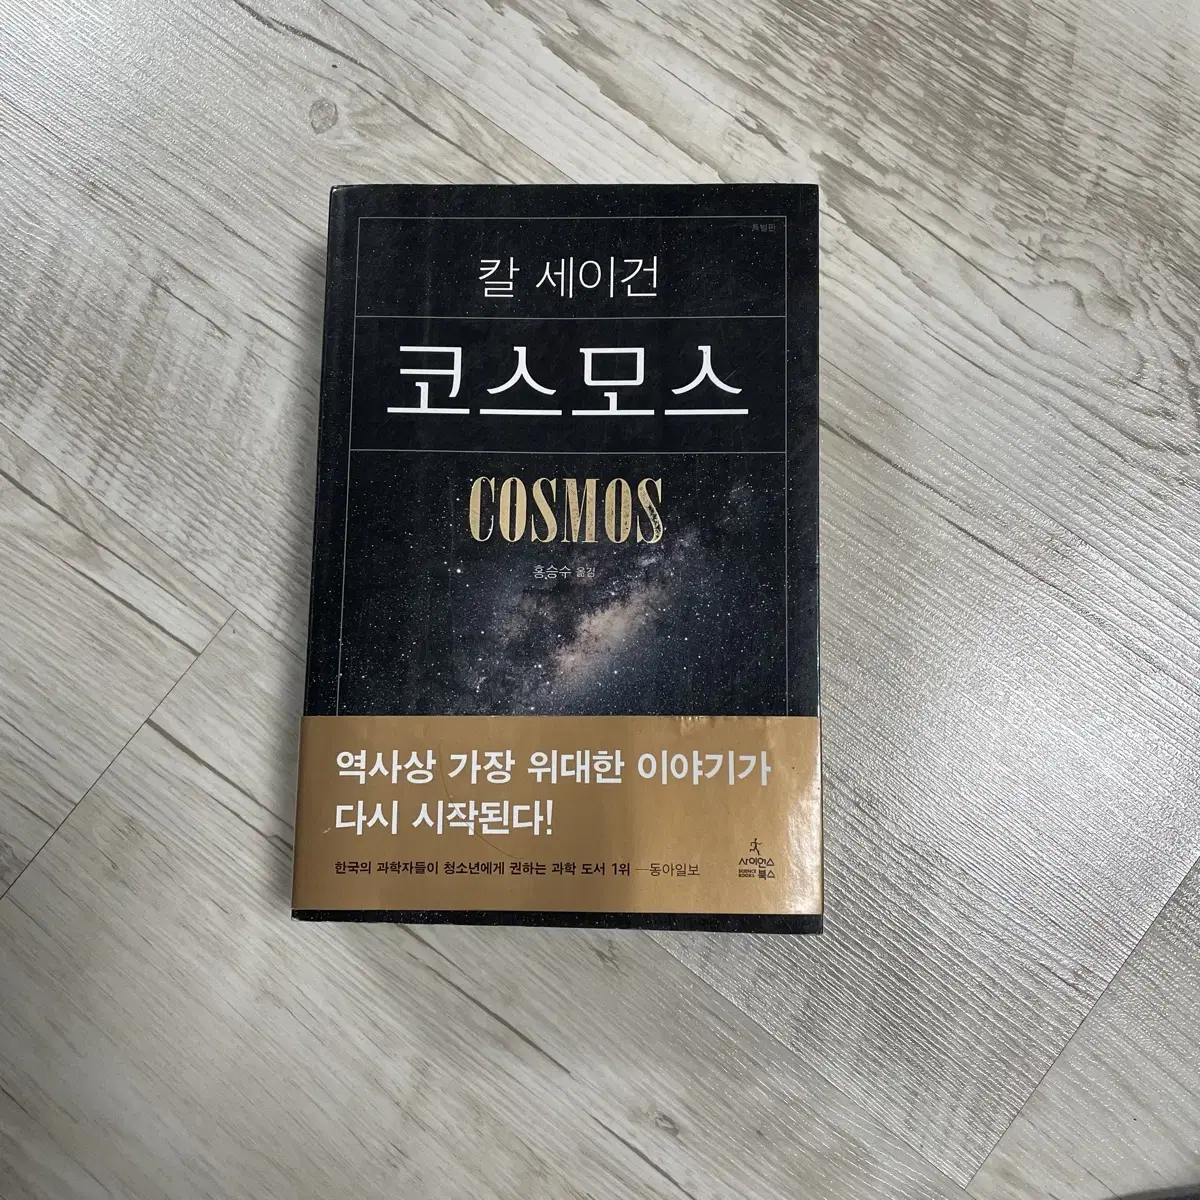 특별판
칼 세이건
코스모스
COSMOS
홍승수 옮김
역사상 가장 위대한 이야기가
다시 시작된다!
한국의 과학자들이 청소년에게 권하는 과학 도서 1위 —동아일보
사이언스
SCIENCE
BOOKS 북스